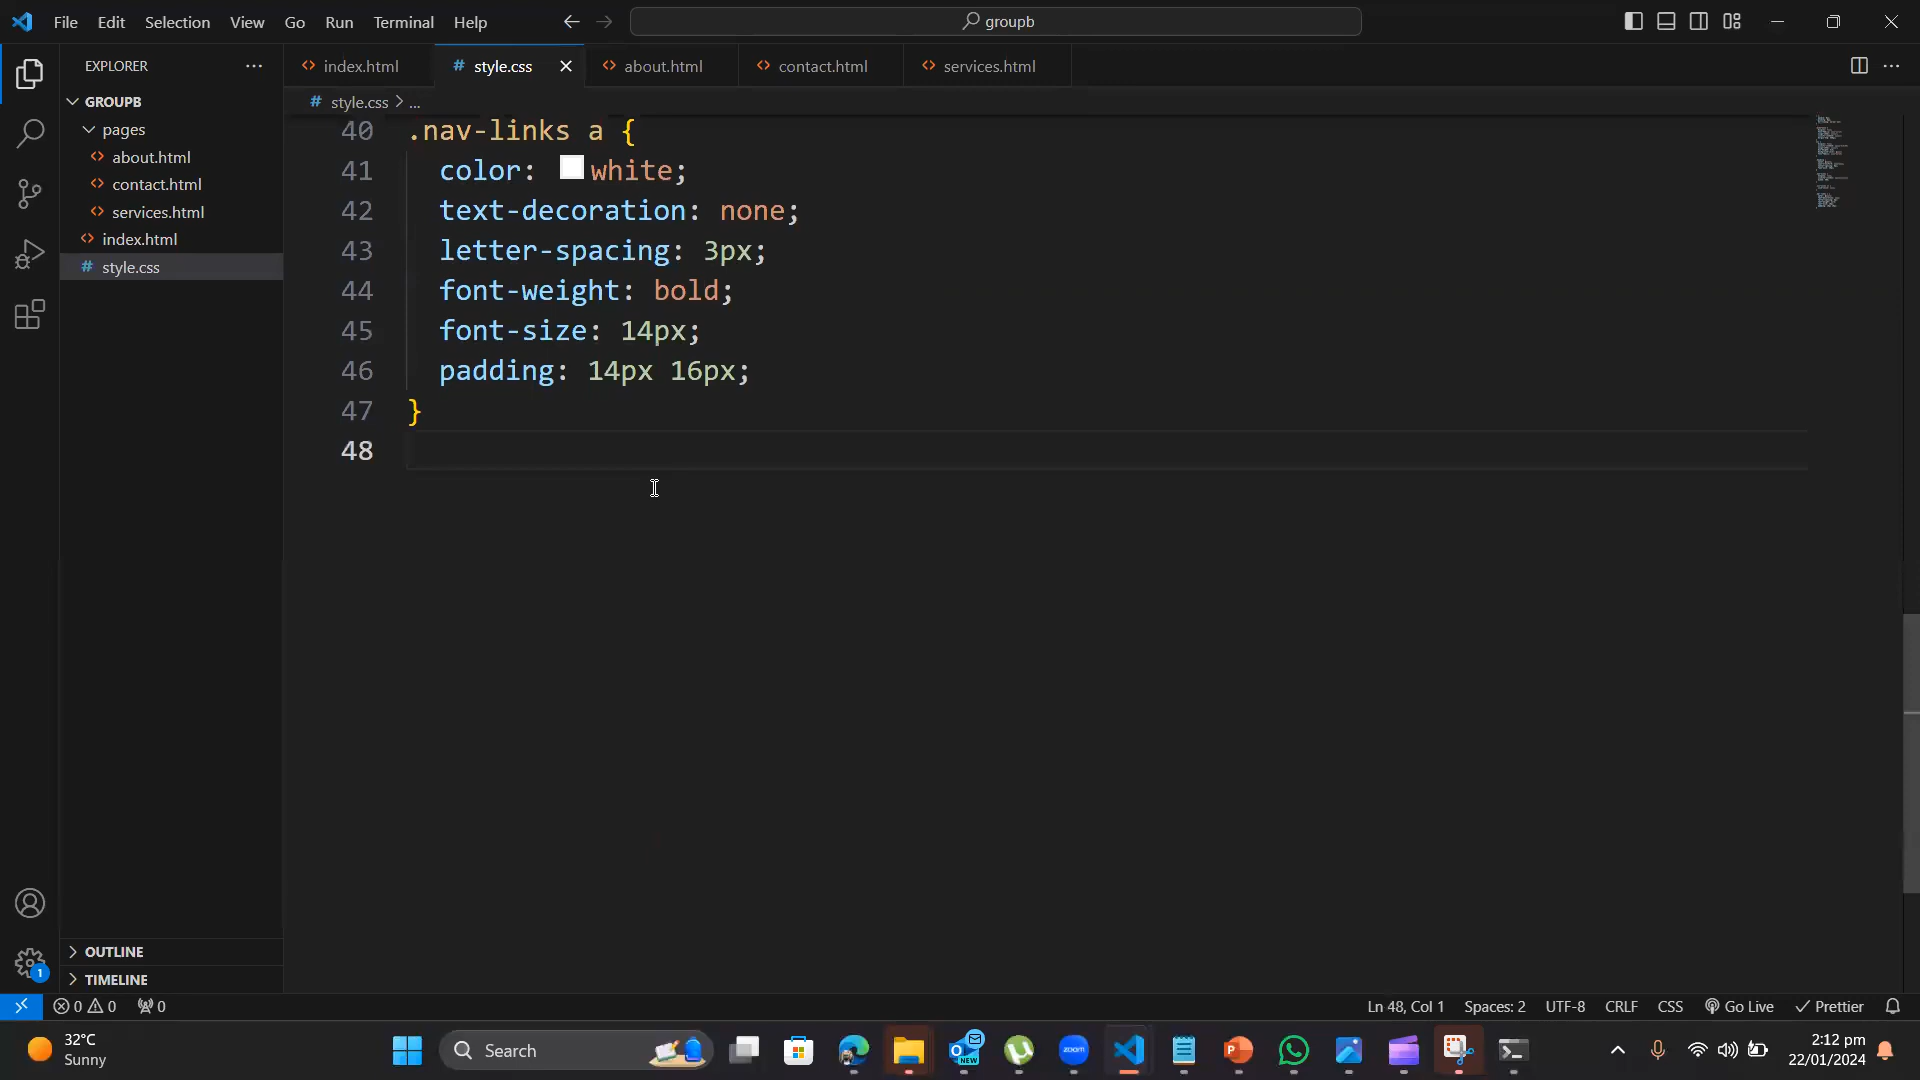 File Edit Selection View Go Run Terminal Help
groupb
EXPLORER
GROUPB
pages
about.html
contact.html
services.html
index.html
style.css
OUTLINE
TIMELINE
index.html style.css about.html contact.html services.html
style.css > ...
40 .nav-links a {
41 color: white;
42 text-decoration: none;
43 letter-spacing: 3px;
44 font-weight: bold;
45 font-size: 14px;
46 padding: 14px 16px;
47 }
48
1
0 0 0
Ln 48, Col 1 Spaces: 2 UTF-8 CRLF CSS Go Live Prettier
32°C
Sunny
Search
NEW
zoom
2:12 pm
22/01/2024